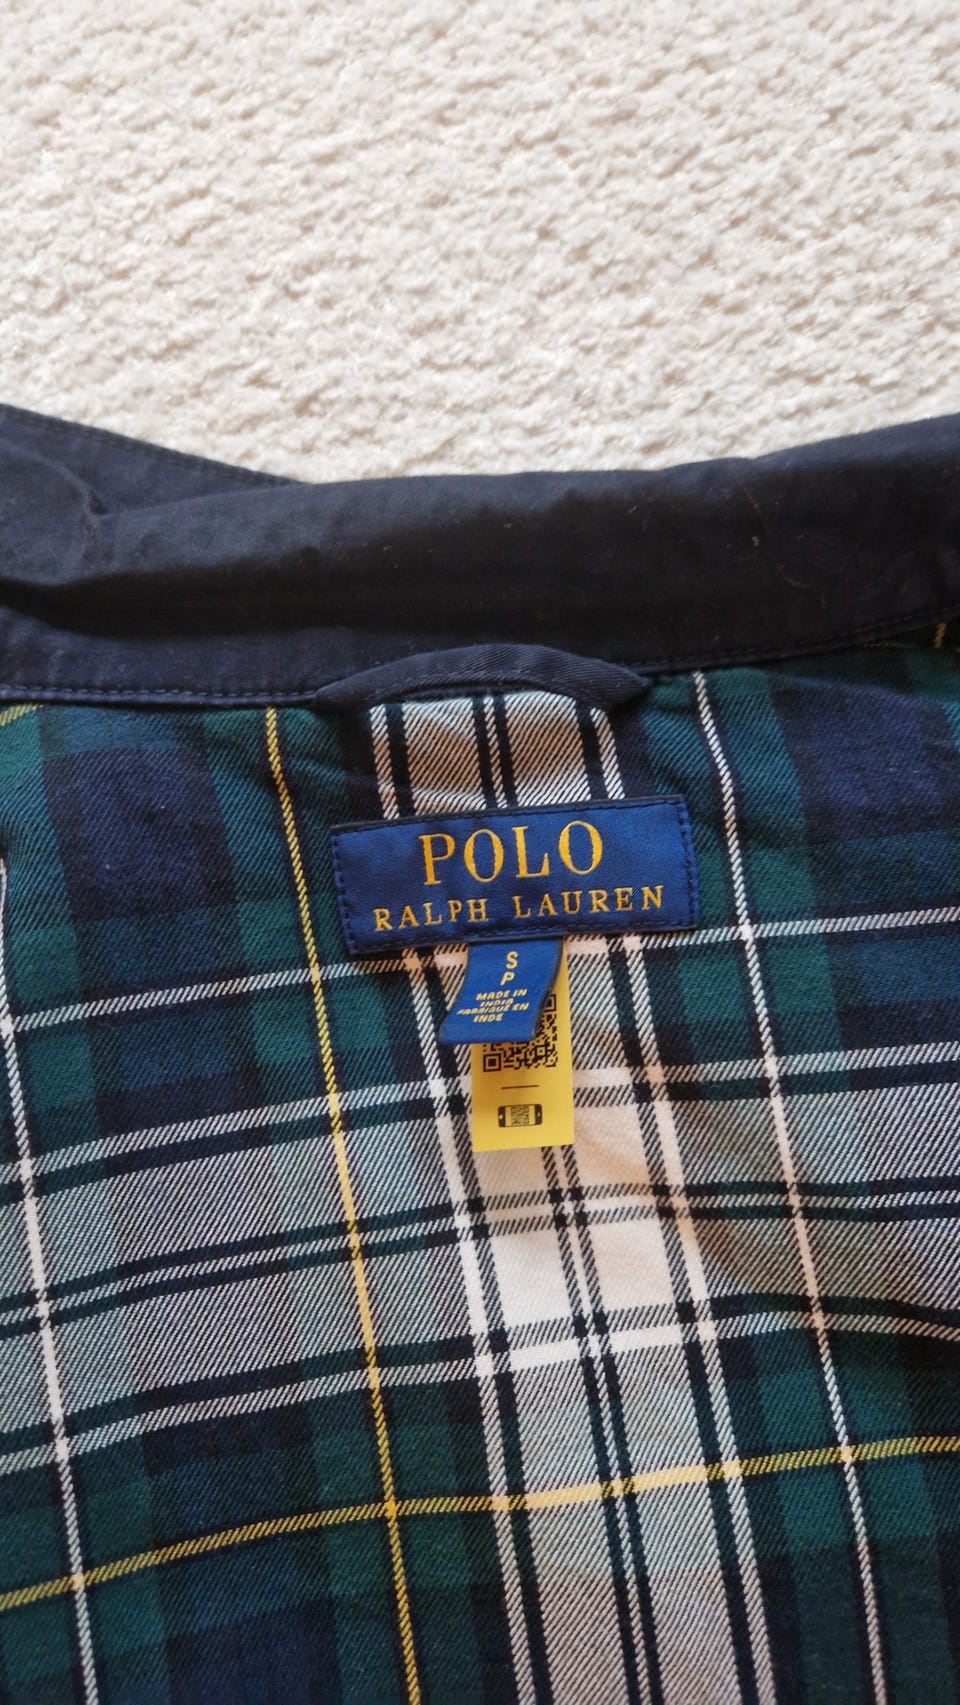 POLO
RALPH LAUREN
S
P
MADE IN
INDIA
FABRIQUÉ EN
INDE